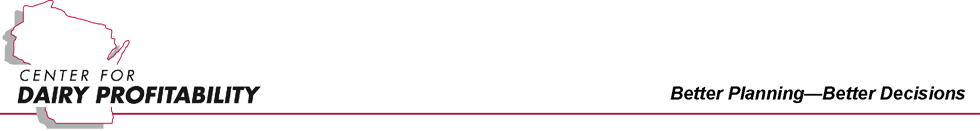 CENTER FOR
DAIRY PROFITABILITY
Better Planning—Better Decisions